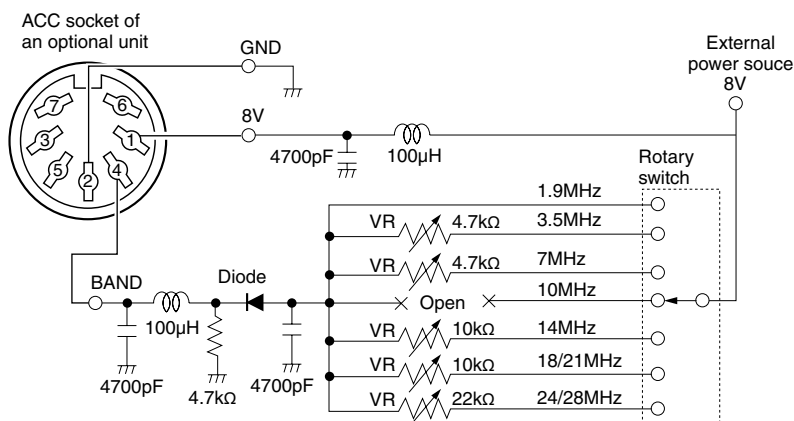 ACC socket of
an optional unit
GND
External
power souce
8V
7
6
8V
3
1
4700pF
100µH
Rotary
switch
5
4
2
1.9MHz
VR
4.7kΩ
3.5MHz
VR
4.7kΩ
7MHz
BAND
Diode
Open
10MHz
100µH
VR
10kΩ
14MHz
4700pF
4.7kΩ
4700pF
VR
10kΩ
18/21MHz
VR
22kΩ
24/28MHz